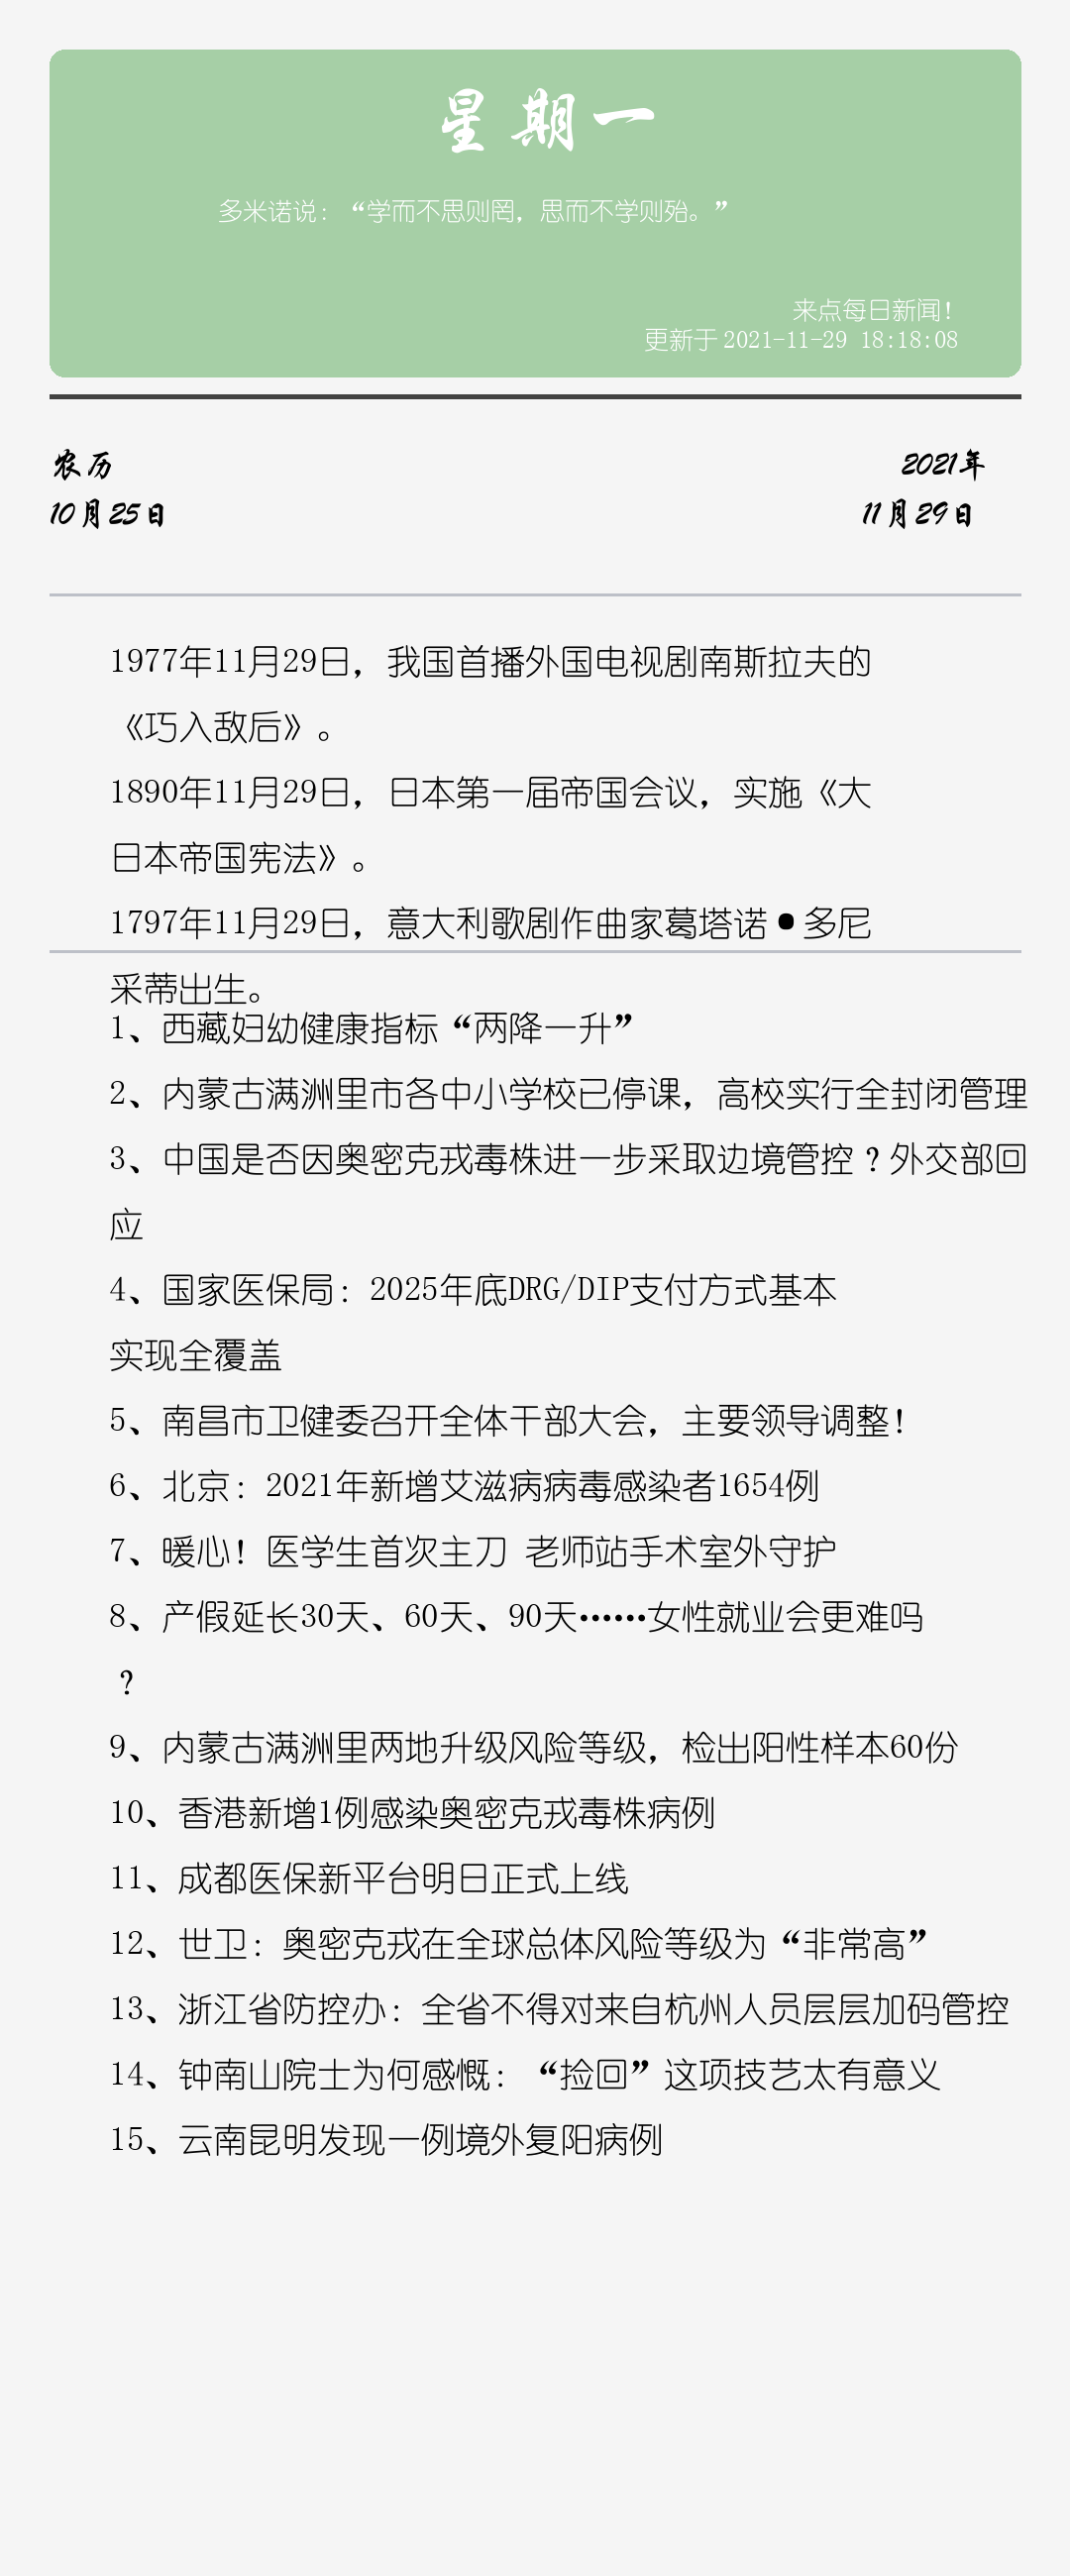 星期一
多米诺说：“学而不思则罔，思而不学则殆。”
来点每日新闻！
更新于 2021-11-29 18:18:08
农历
2021年
10月25日
11月29日
1977年11月29日，我国首播外国电视剧南斯拉夫的
《巧入敌后》。
1890年11月29日，日本第一届帝国会议，实施《大
日本帝国宪法》。
1797年11月29日，意大利歌剧作曲家葛塔诺•多尼
采蒂出生。
1、西藏妇幼健康指标“两降一升”
2、内蒙古满洲里市各中小学校已停课，高校实行全封闭管理
3、中国是否因奥密克戎毒株进一步采取边境管控？外交部回
应
4、国家医保局：2025年底DRG/DIP支付方式基本
实现全覆盖
5、南昌市卫健委召开全体干部大会，主要领导调整！
6、北京：2021年新增艾滋病病毒感染者1654例
7、暖心！医学生首次主刀 老师站手术室外守护
8、产假延长30天、60天、90天……女性就业会更难吗
？
9、内蒙古满洲里两地升级风险等级，检出阳性样本60份
10、香港新增1例感染奥密克戎毒株病例
11、成都医保新平台明日正式上线
12、世卫：奥密克戎在全球总体风险等级为“非常高”
13、浙江省防控办：全省不得对来自杭州人员层层加码管控
14、钟南山院士为何感慨：“捡回”这项技艺太有意义
15、云南昆明发现一例境外复阳病例